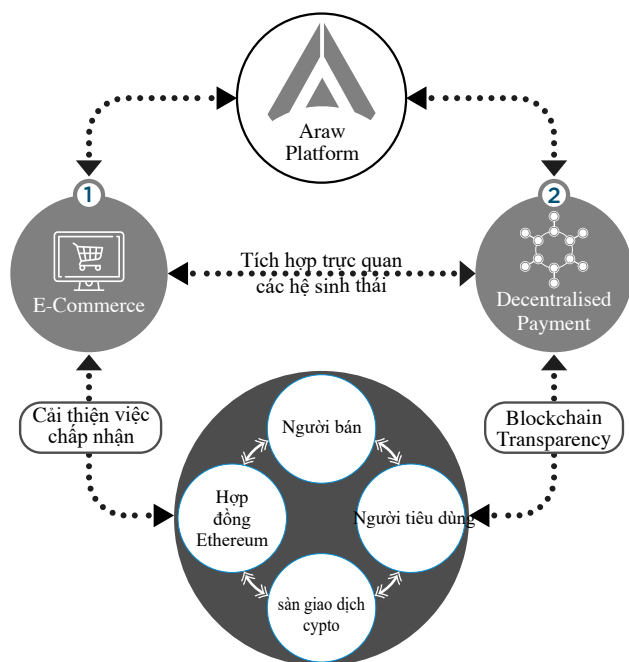 Araw
Platform
1
2
E-Commerce
Tích hợp trực quan
các hệ sinh thái
Decentralised
Payment
Cải thiện việc
chấp nhận
Blockchain
Transparency
Người bán
Hợp
đồng
Ethereum
Người tiêu dùng
sàn giao dịch
cypto